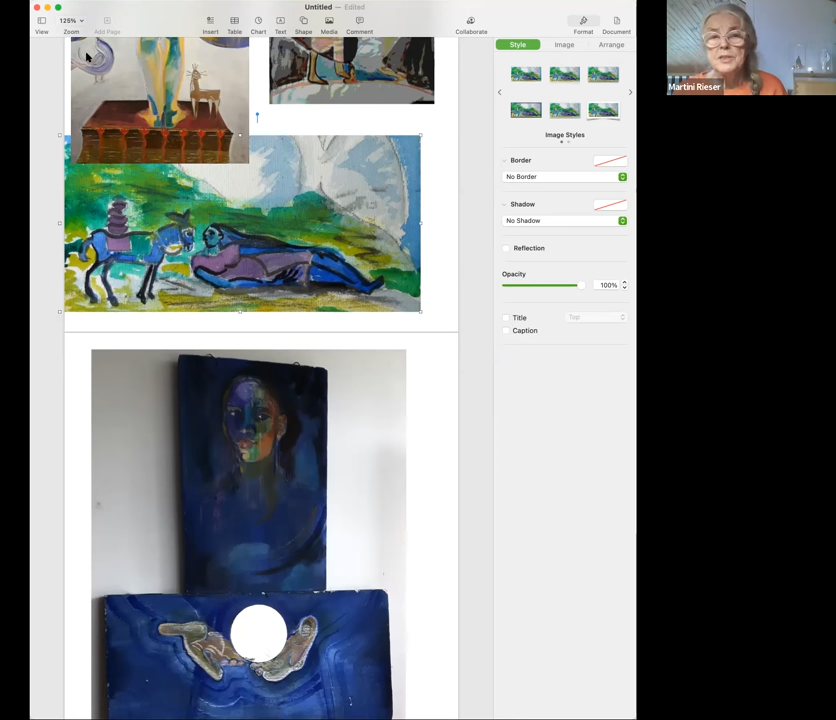 Untitled — Edited
125%
View
Zoom
Add Page
Insert
Table
Chart
Text
Shape
Media
Comment
Collaborate
Format
Document
Style
Image
Arrange
Image Styles
Border
No Border
Shadow
No Shadow
Reflection
Opacity
100%
Title
Top
Caption
Martini Rieser